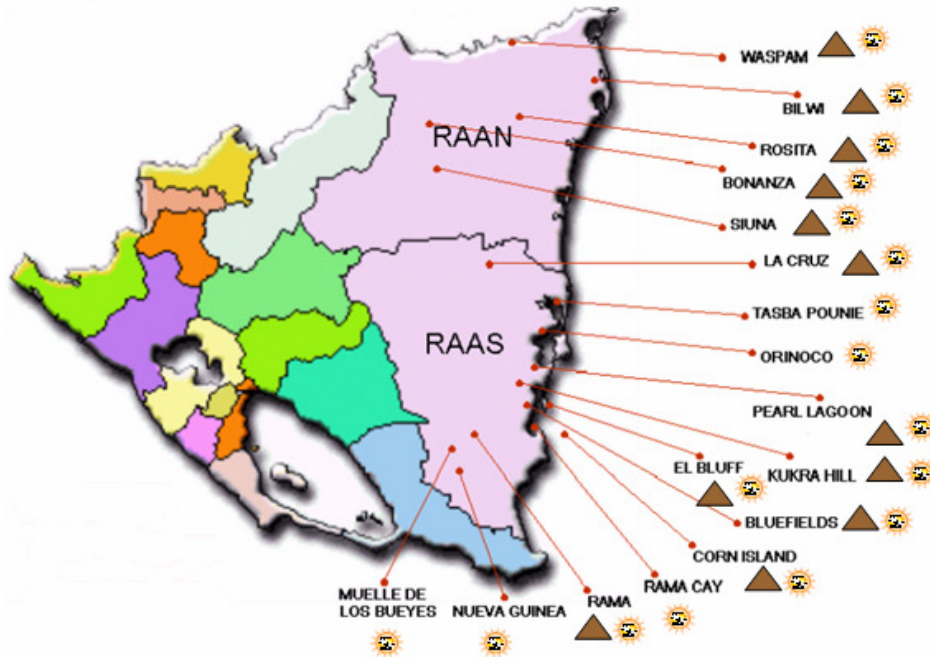 WASPAM
BILWI
RAAN
ROSITA
BONANZA
SIUNA
LA CRUZ
TASBA POUNIE
RAAS
ORINOCO
PEARL LAGOON
EL BLUFF
KUKRA HILL
BLUEFIELDS
CORN ISLAND
MUELLE DE
LOS BUEYES
NUEVA GUINEA
RAMA
RAMA CAY